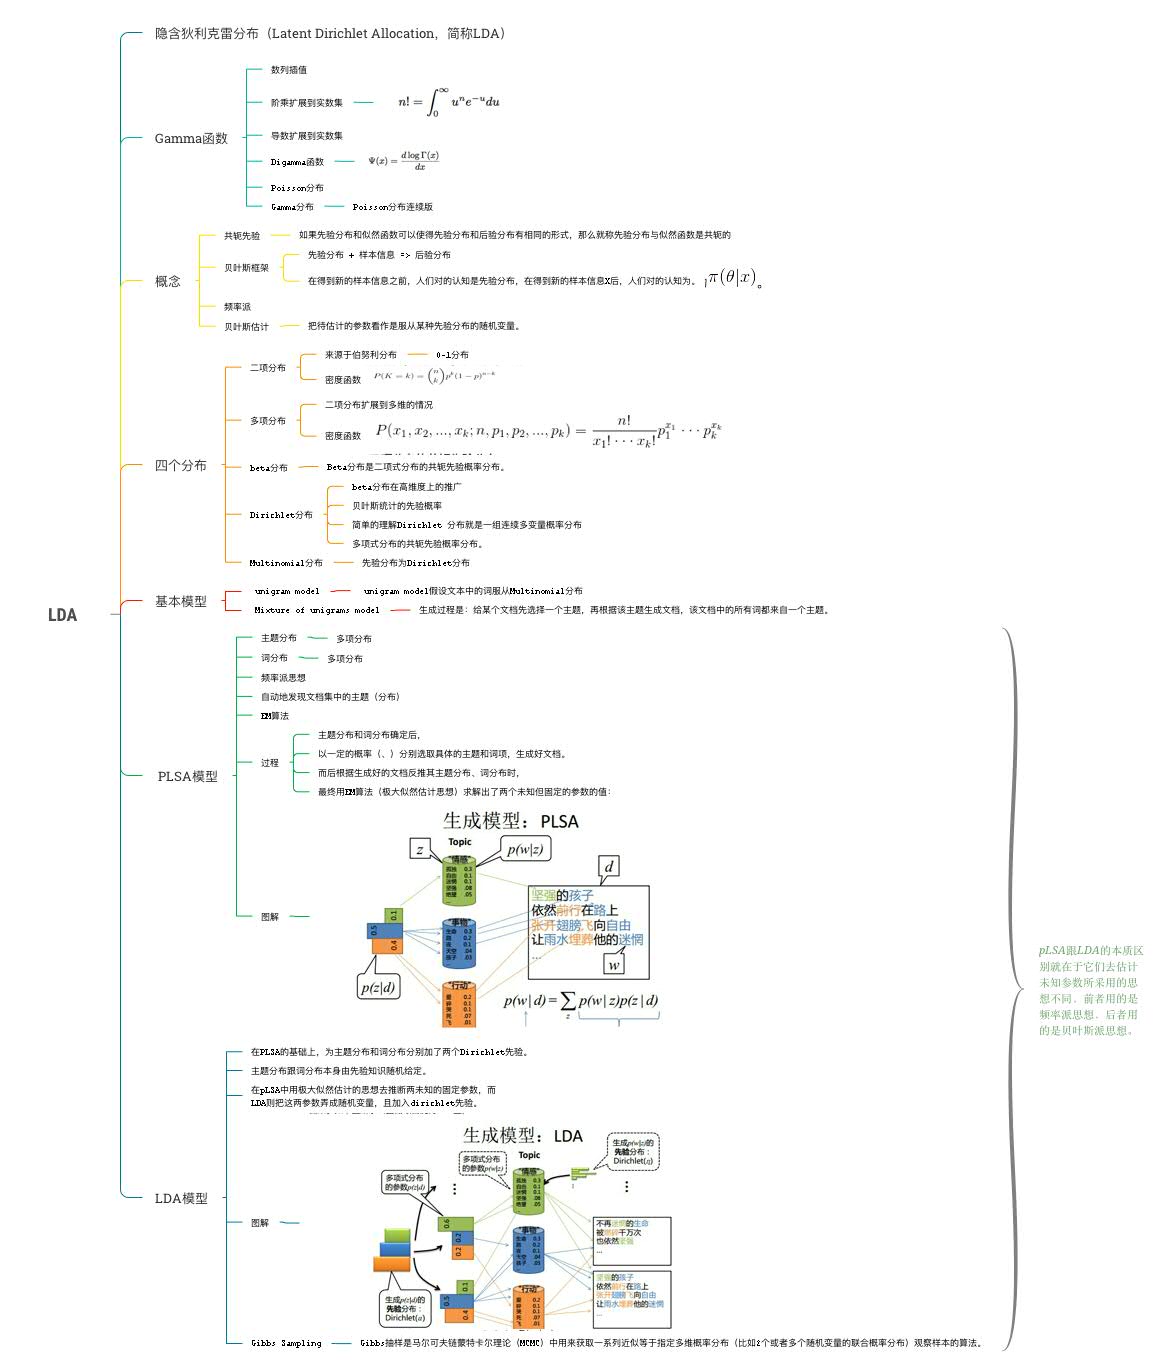 LDA
隐含狄利克雷分布（Latent Dirichlet Allocation，简称LDA）
Gamma函数
数列插值
阶乘扩展到实数集
n! = ∫₀^∞ uⁿe⁻ᵘdu
导数扩展到实数集
Digamma函数
Ψ(x) = d log Γ(x) / dx
Poisson分布
Gamma分布
Poisson分布连续版
概念
共轭先验
如果先验分布和似然函数可以使得先验分布和后验分布有相同的形式，那么就称先验分布与似然函数是共轭的
贝叶斯框架
先验分布 + 样本信息 => 后验分布
在得到新的样本信息之前，人们对的认知是先验分布，在得到新的样本信息X后，人们对的认知为。 π(θ|x)。
频率派
贝叶斯估计
把待估计的参数看作是服从某种先验分布的随机变量。
四个分布
二项分布
来源于伯努利分布
0-1分布
密度函数
P(K = k) = (n k) p^k (1 − p)^(n−k)
多项分布
二项分布扩展到多维的情况
密度函数
P(x₁, x₂, ..., x_k; n, p₁, p₂, ..., p_k) = n! / (x₁! · · · x_k!) p₁^x₁ · · · p_k^x_k
beta分布
Beta分布是二项式分布的共轭先验概率分布。
Dirichlet分布
beta分布在高维度上的推广
贝叶斯统计的先验概率
简单的理解Dirichlet 分布就是一组连续多变量概率分布
多项式分布的共轭先验概率分布。
Multinomial分布
先验分布为Dirichlet分布
基本模型
unigram model
unigram model假设文本中的词服从Multinomial分布
Mixture of unigrams model
生成过程是：给某个文档先选择一个主题，再根据该主题生成文档，该文档中的所有词都来自一个主题。
PLSA模型
主题分布
多项分布
词分布
多项分布
频率派思想
自动地发现文档集中的主题（分布）
EM算法
过程
主题分布和词分布确定后，
以一定的概率（、）分别选取具体的主题和词项，生成好文档。
而后根据生成好的文档反推其主题分布、词分布时，
最终用EM算法（极大似然估计思想）求解出了两个未知但固定的参数的值：
图解
生成模型：PLSA
Topic
z
p(w|z)
d
"情感"
孤独 0.3
自由 0.1
迷惘 0.1
坚强 .08
绝望 .05
...
坚强的孩子
依然前行在路上
张开翅膀飞向自由
让雨水埋葬他的迷惘
...
w
0.1
0.5
0.4
"事物"
生命 0.3
路 0.2
雨 0.1
天空 .04
孩子 .03
...
p(z|d)
"行动"
爱 0.2
碎 0.1
哭 0.1
死 .07
飞 .01
p(w|d) = ∑z p(w|z)p(z|d)
pLSA跟LDA的本质区
别就在于它们去估计
未知参数所采用的思
想不同，前者用的是
频率派思想，后者用
的是贝叶斯派思想。
LDA模型
在PLSA的基础上，为主题分布和词分布分别加了两个Dirichlet先验。
主题分布跟词分布本身由先验知识随机给定。
在pLSA中用极大似然估计的思想去推断两未知的固定参数，而
LDA则把这两参数弄成随机变量，且加入dirichlet先验。
图解
生成模型：LDA
Topic
多项式分布
的参数p(w|z)
生成p(w|z)的
先验分布：
Dirichlet(η)
多项式分布
的参数p(z|d)
"情感"
孤独 0.3
自由 0.1
迷惘 0.1
坚强 .08
绝望 .05
0.6
0.2
0.2
"事物"
生命 0.3
路 0.2
雨 0.1
天空 .04
孩子 .03
不再迷惘的生命
被击碎千万次
也依然坚强
...
0.1
0.5
0.4
"行动"
爱 0.2
碎 0.1
哭 0.1
死 .07
飞 .01
坚强的孩子
依然前行在路上
张开翅膀飞向自由
让雨水埋葬他的迷惘
...
生成p(z|d)的
先验分布：
Dirichlet(α)
Gibbs Sampling
Gibbs抽样是马尔可夫链蒙特卡尔理论（MCMC）中用来获取一系列近似等于指定多维概率分布（比如2个或者多个随机变量的联合概率分布）观察样本的算法。